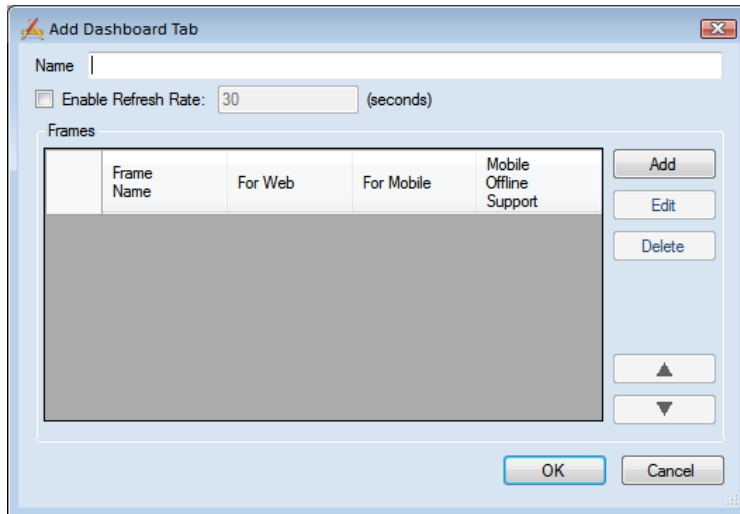 Add Dashboard Tab
Name
Enable Refresh Rate: 30 (seconds)
Frames
Frame Name
For Web
For Mobile
Mobile Offline Support
Add
Edit
Delete
OK
Cancel